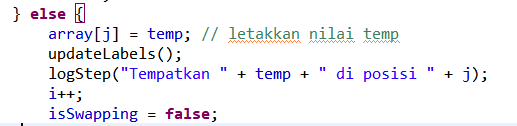 } else {
array[j] = temp; // letakkan nilai temp
updateLabels();
logStep("Tempatkan " + temp + " di posisi " + j);
i++;
isSwapping = false;